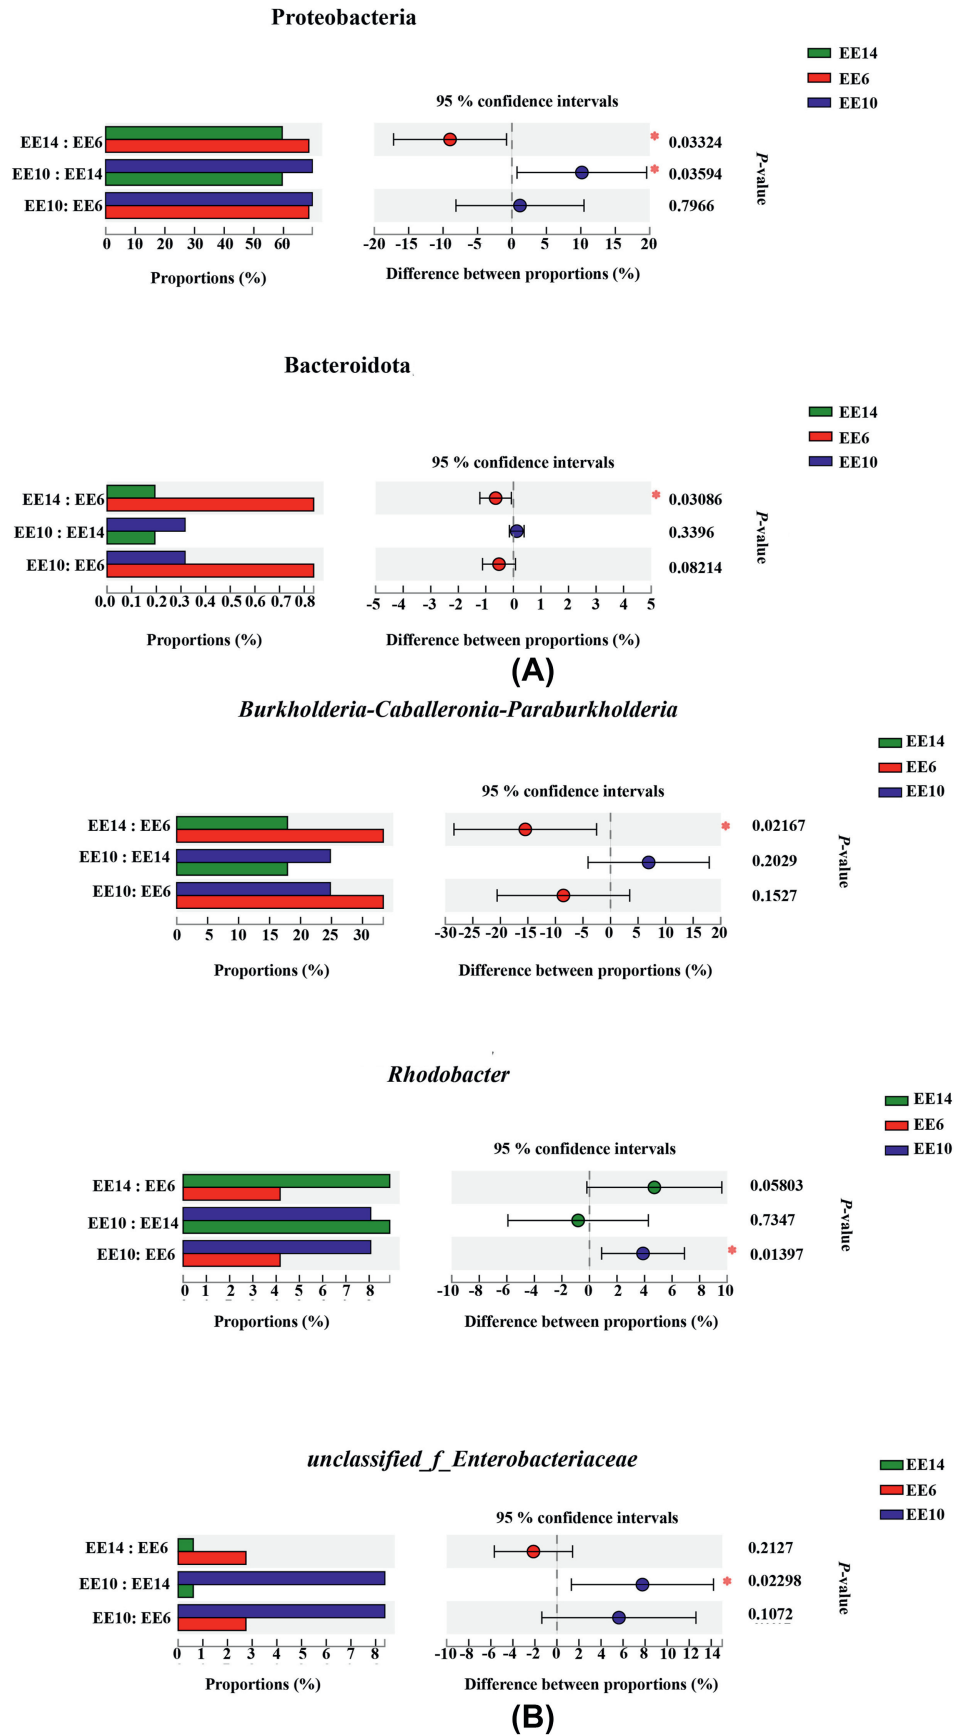 Proteobacteria
EE14
EE6
EE10
95 % confidence intervals
EE14 : EE6
EE10 : EE14
EE10: EE6
* 0.03324
* 0.03594
0.7966
P-value
0 10 20 30 40 50 60
-20 -15 -10 -5 0 5 10 15 20
Proportions (%)
Difference between proportions (%)
Bacteroidota
EE14
EE6
EE10
95 % confidence intervals
EE14 : EE6
EE10 : EE14
EE10: EE6
* 0.03086
0.3396
0.08214
P-value
0.0 0.1 0.2 0.3 0.4 0.5 0.6 0.7 0.8
-5 -4 -3 -2 -1 0 1 2 3 4 5
Proportions (%)
Difference between proportions (%)
(A)
Burkholderia-Caballeronia-Paraburkholderia
EE14
EE6
EE10
95 % confidence intervals
EE14 : EE6
EE10 : EE14
EE10: EE6
* 0.02167
0.2029
0.1527
P-value
0 5 10 15 20 25 30
-30 -25 -20 -15 -10 -5 0 5 10 15 20
Proportions (%)
Difference between proportions (%)
Rhodobacter
EE14
EE6
EE10
95 % confidence intervals
EE14 : EE6
EE10 : EE14
EE10: EE6
0.05803
0.7347
* 0.01397
P-value
0 1 2 3 4 5 6 7 8
-10 -8 -6 -4 -2 0 2 4 6 8 10
Proportions (%)
Difference between proportions (%)
unclassified_f_Enterobacteriaceae
EE14
EE6
EE10
95 % confidence intervals
EE14 : EE6
EE10 : EE14
EE10: EE6
0.2127
* 0.02298
0.1072
P-value
0 1 2 3 4 5 6 7 8
-10 -8 -6 -4 -2 0 2 4 6 8 10 12 14
Proportions (%)
Difference between proportions (%)
(B)